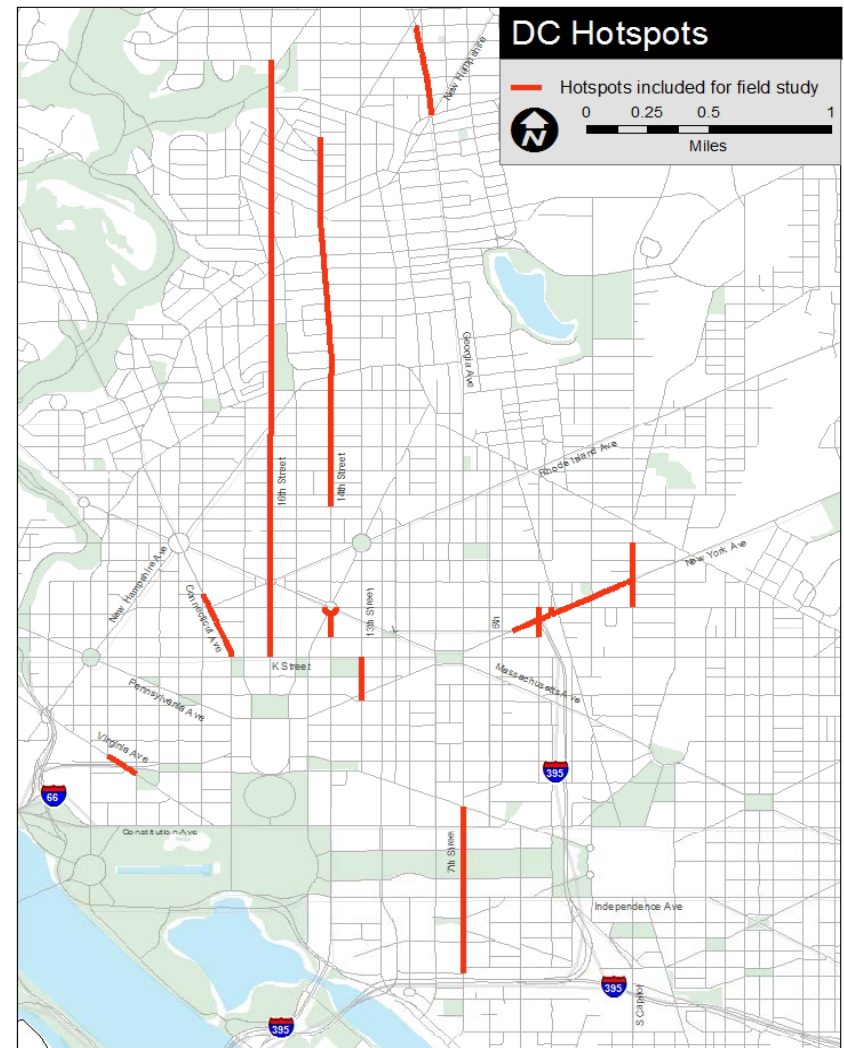 DC Hotspots
Hotspots included for field study
0 0.25 0.5 1
Miles
N
New Hampshire
Georgia Ave
Rhode Island Ave
16th Street
14th Street
New York Ave
New Hampshire Ave
Connecticut Ave
13th Street
6th
K Street
Massachusetts Ave
Pennsylvania Ave
Virginia Ave
395
66
Constitution Ave
7th Street
Independence Ave
395
S Capitol
395